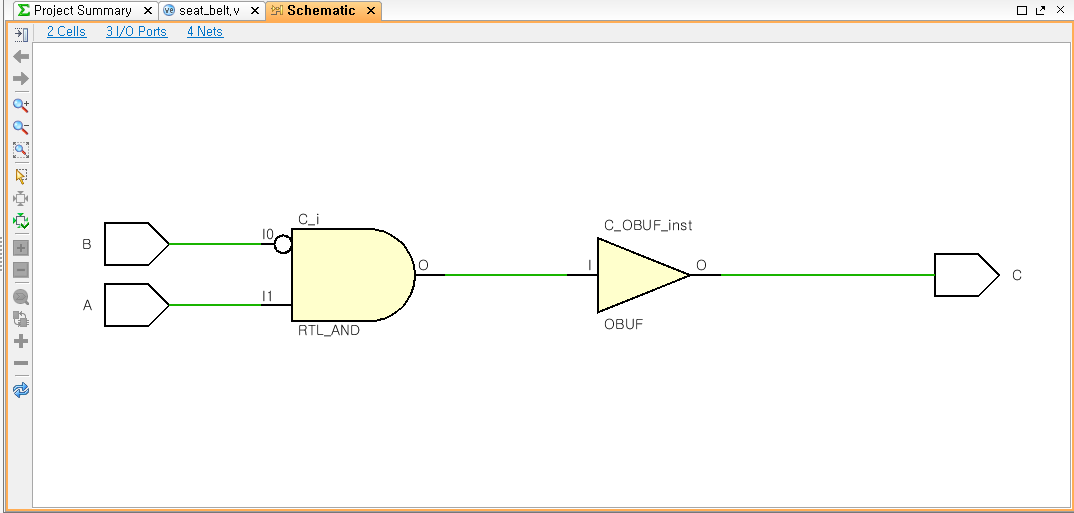 Project Summary
seat_belt.v
Schematic
2 Cells
3 I/O Ports
4 Nets
C_i
C_OBUF_inst
B
I0
O
I
O
C
A
I1
RTL_AND
OBUF